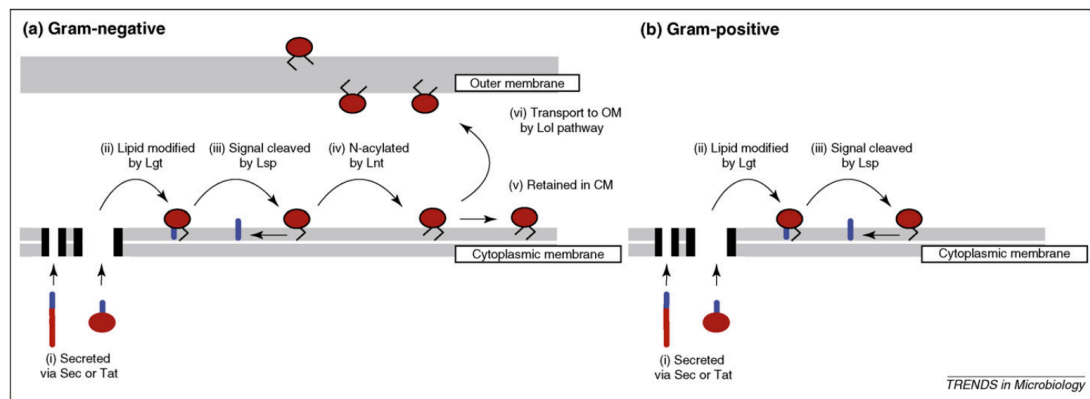 (a) Gram-negative
Outer membrane
(vi) Transport to OM
by Lol pathway
(ii) Lipid modified
by Lgt
(iii) Signal cleaved
by Lsp
(iv) N-acylated
by Lnt
(v) Retained in CM
Cytoplasmic membrane
(i) Secreted
via Sec or Tat
(b) Gram-positive
(ii) Lipid modified
by Lgt
(iii) Signal cleaved
by Lsp
Cytoplasmic membrane
(i) Secreted
via Sec or Tat
TRENDS in Microbiology